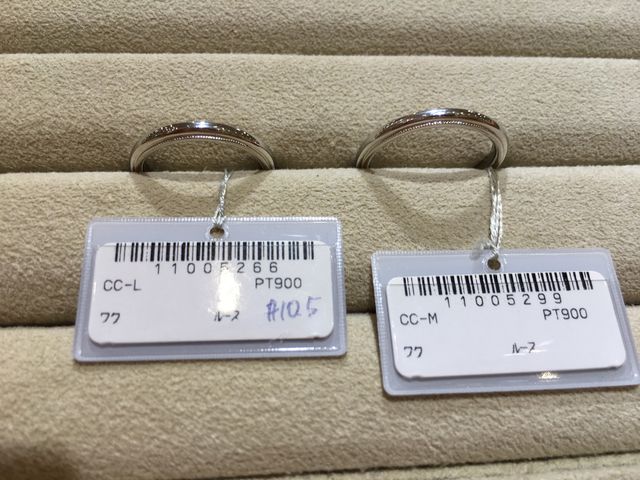 11005266
CC-L PT900
ワワ ルース #10.5
11005299
CC-M PT900
ワワ ルース